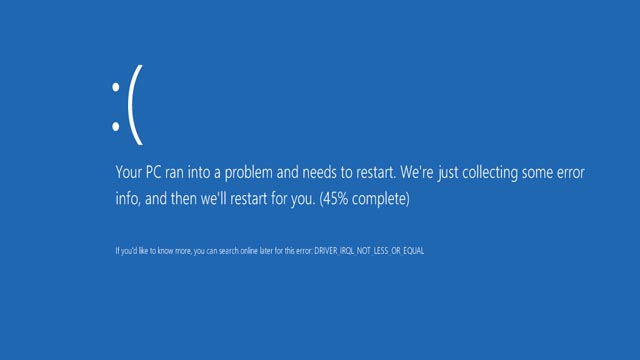 :(
Your PC ran into a problem and needs to restart. We're just collecting some error
info, and then we'll restart for you. (45% complete)
If you'd like to know more, you can search online later for this error: DRIVER_IRQL_NOT_LESS_OR_EQUAL